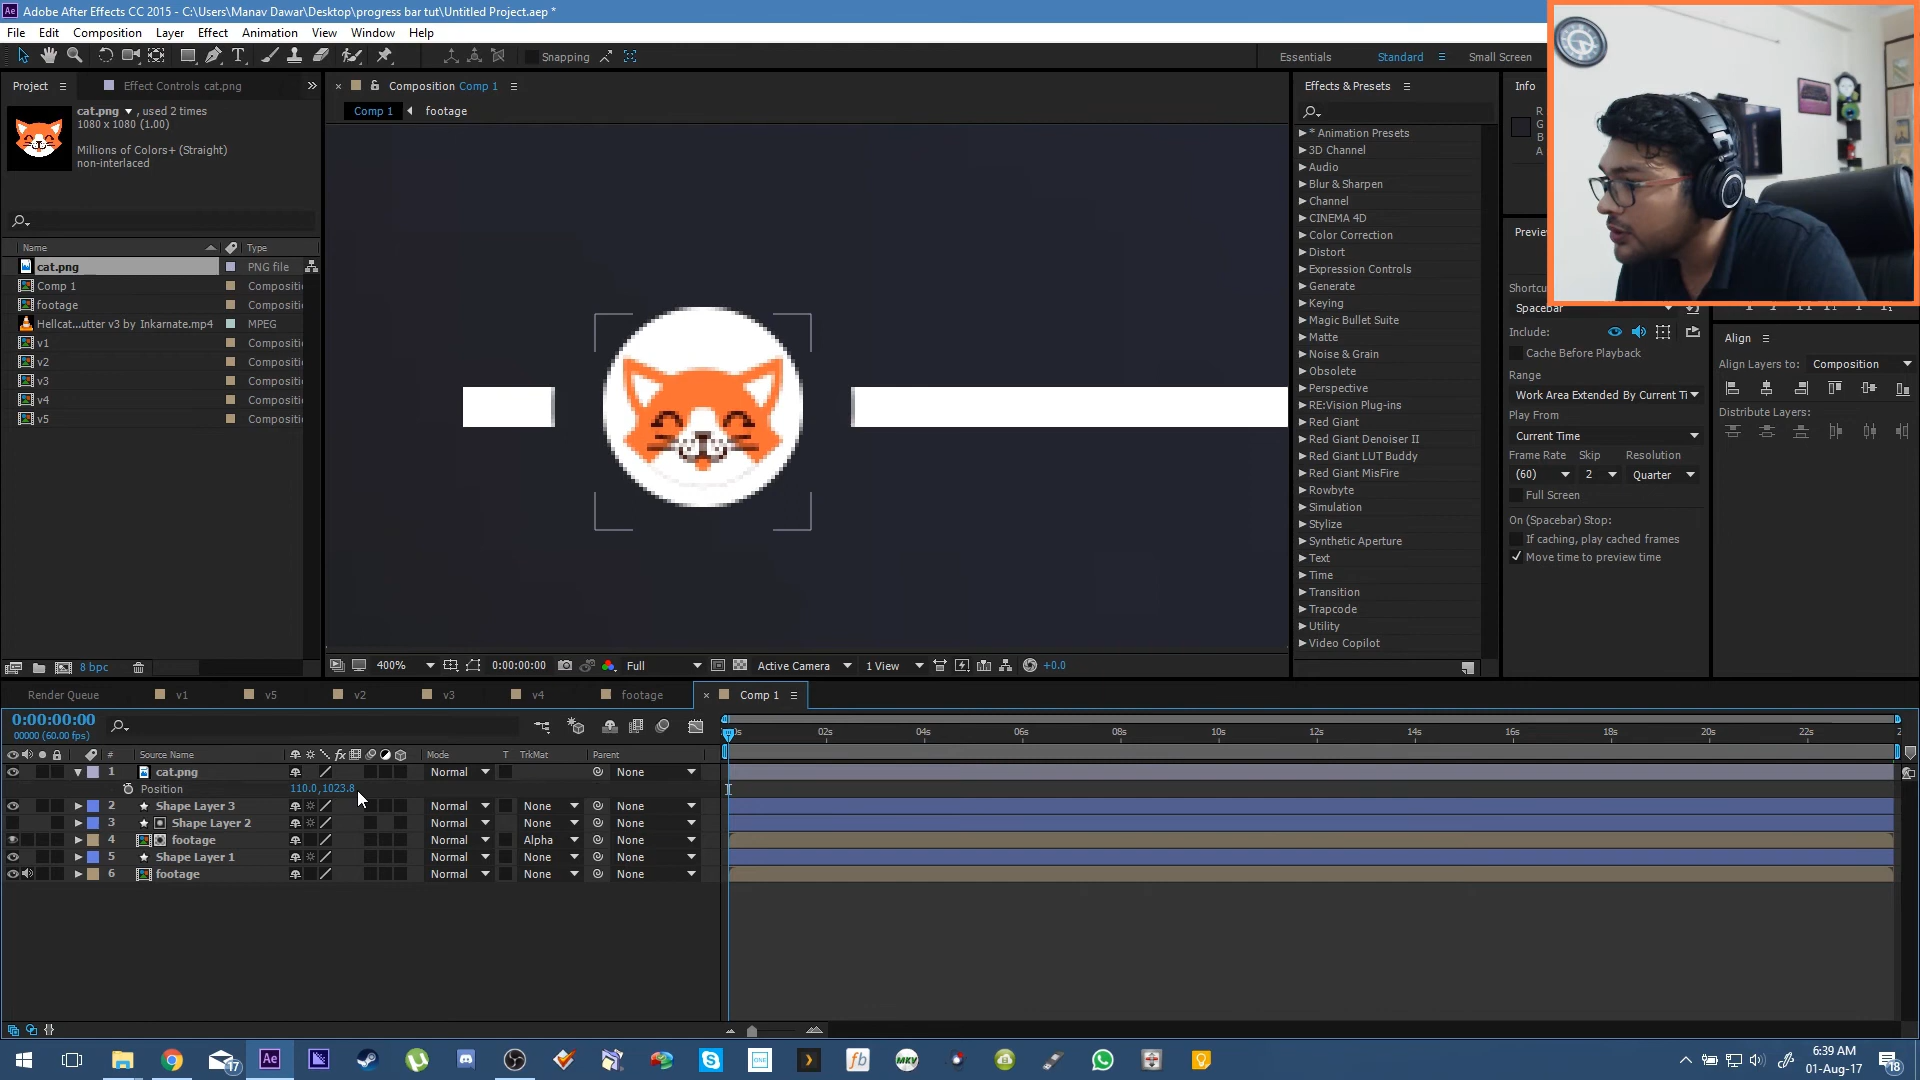 Adobe After Effects CC 2015 - C:\Users\Manav Dawar\Desktop\progress bar tut\Untitled Project.aep *
File Edit Composition Layer Effect Animation View Window Help
Snapping
Essentials Standard Small Screen
Project Effect Controls cat.png
Composition Comp 1
Effects & Presets
Info
cat.png , used 2 times
1080 x 1080 (1.00)
Millions of Colors+ (Straight)
non-interlaced
Comp 1 footage
R
G
B
A
Name Type
cat.png PNG file
Comp 1 Compositi
footage Compositi
Hellcat...utter v3 by Inkarnate.mp4 MPEG
v1 Compositi
v2 Compositi
v3 Compositi
v4 Compositi
v5 Compositi
8 bpc
* Animation Presets
3D Channel
Audio
Blur & Sharpen
Channel
CINEMA 4D
Color Correction
Distort
Expression Controls
Generate
Keying
Magic Bullet Suite
Matte
Noise & Grain
Obsolete
Perspective
RE:Vision Plug-ins
Red Giant
Red Giant Denoiser II
Red Giant LUT Buddy
Red Giant MisFire
Rowbyte
Simulation
Stylize
Synthetic Aperture
Text
Time
Transition
Trapcode
Utility
Video Copilot
Preview
Shortcu
Spacebar
Include:
Cache Before Playback
Range
Work Area Extended By Current Ti
Play From
Current Time
Frame Rate Skip Resolution
(60) 2 Quarter
Full Screen
On (Spacebar) Stop:
If caching, play cached frames
Move time to preview time
Align
Align Layers to: Composition
Distribute Layers:
400% 0:00:00:00 Full Active Camera 1 View +0.0
Render Queue v1 v5 v2 v3 v4 footage Comp 1
0:00:00:00
00000 (60.00 fps)
0s 02s 04s 06s 08s 10s 12s 14s 16s 18s 20s 22s 2
# Source Name Mode T TrkMat Parent
1 cat.png Normal None
Position 110.0,1023.8
2 Shape Layer 3 Normal None None
3 Shape Layer 2 Normal None None
4 footage Normal Alpha None
5 Shape Layer 1 Normal None None
6 footage Normal None None
17
Ae
ONE
fb
MKV
6:39 AM
01-Aug-17
18